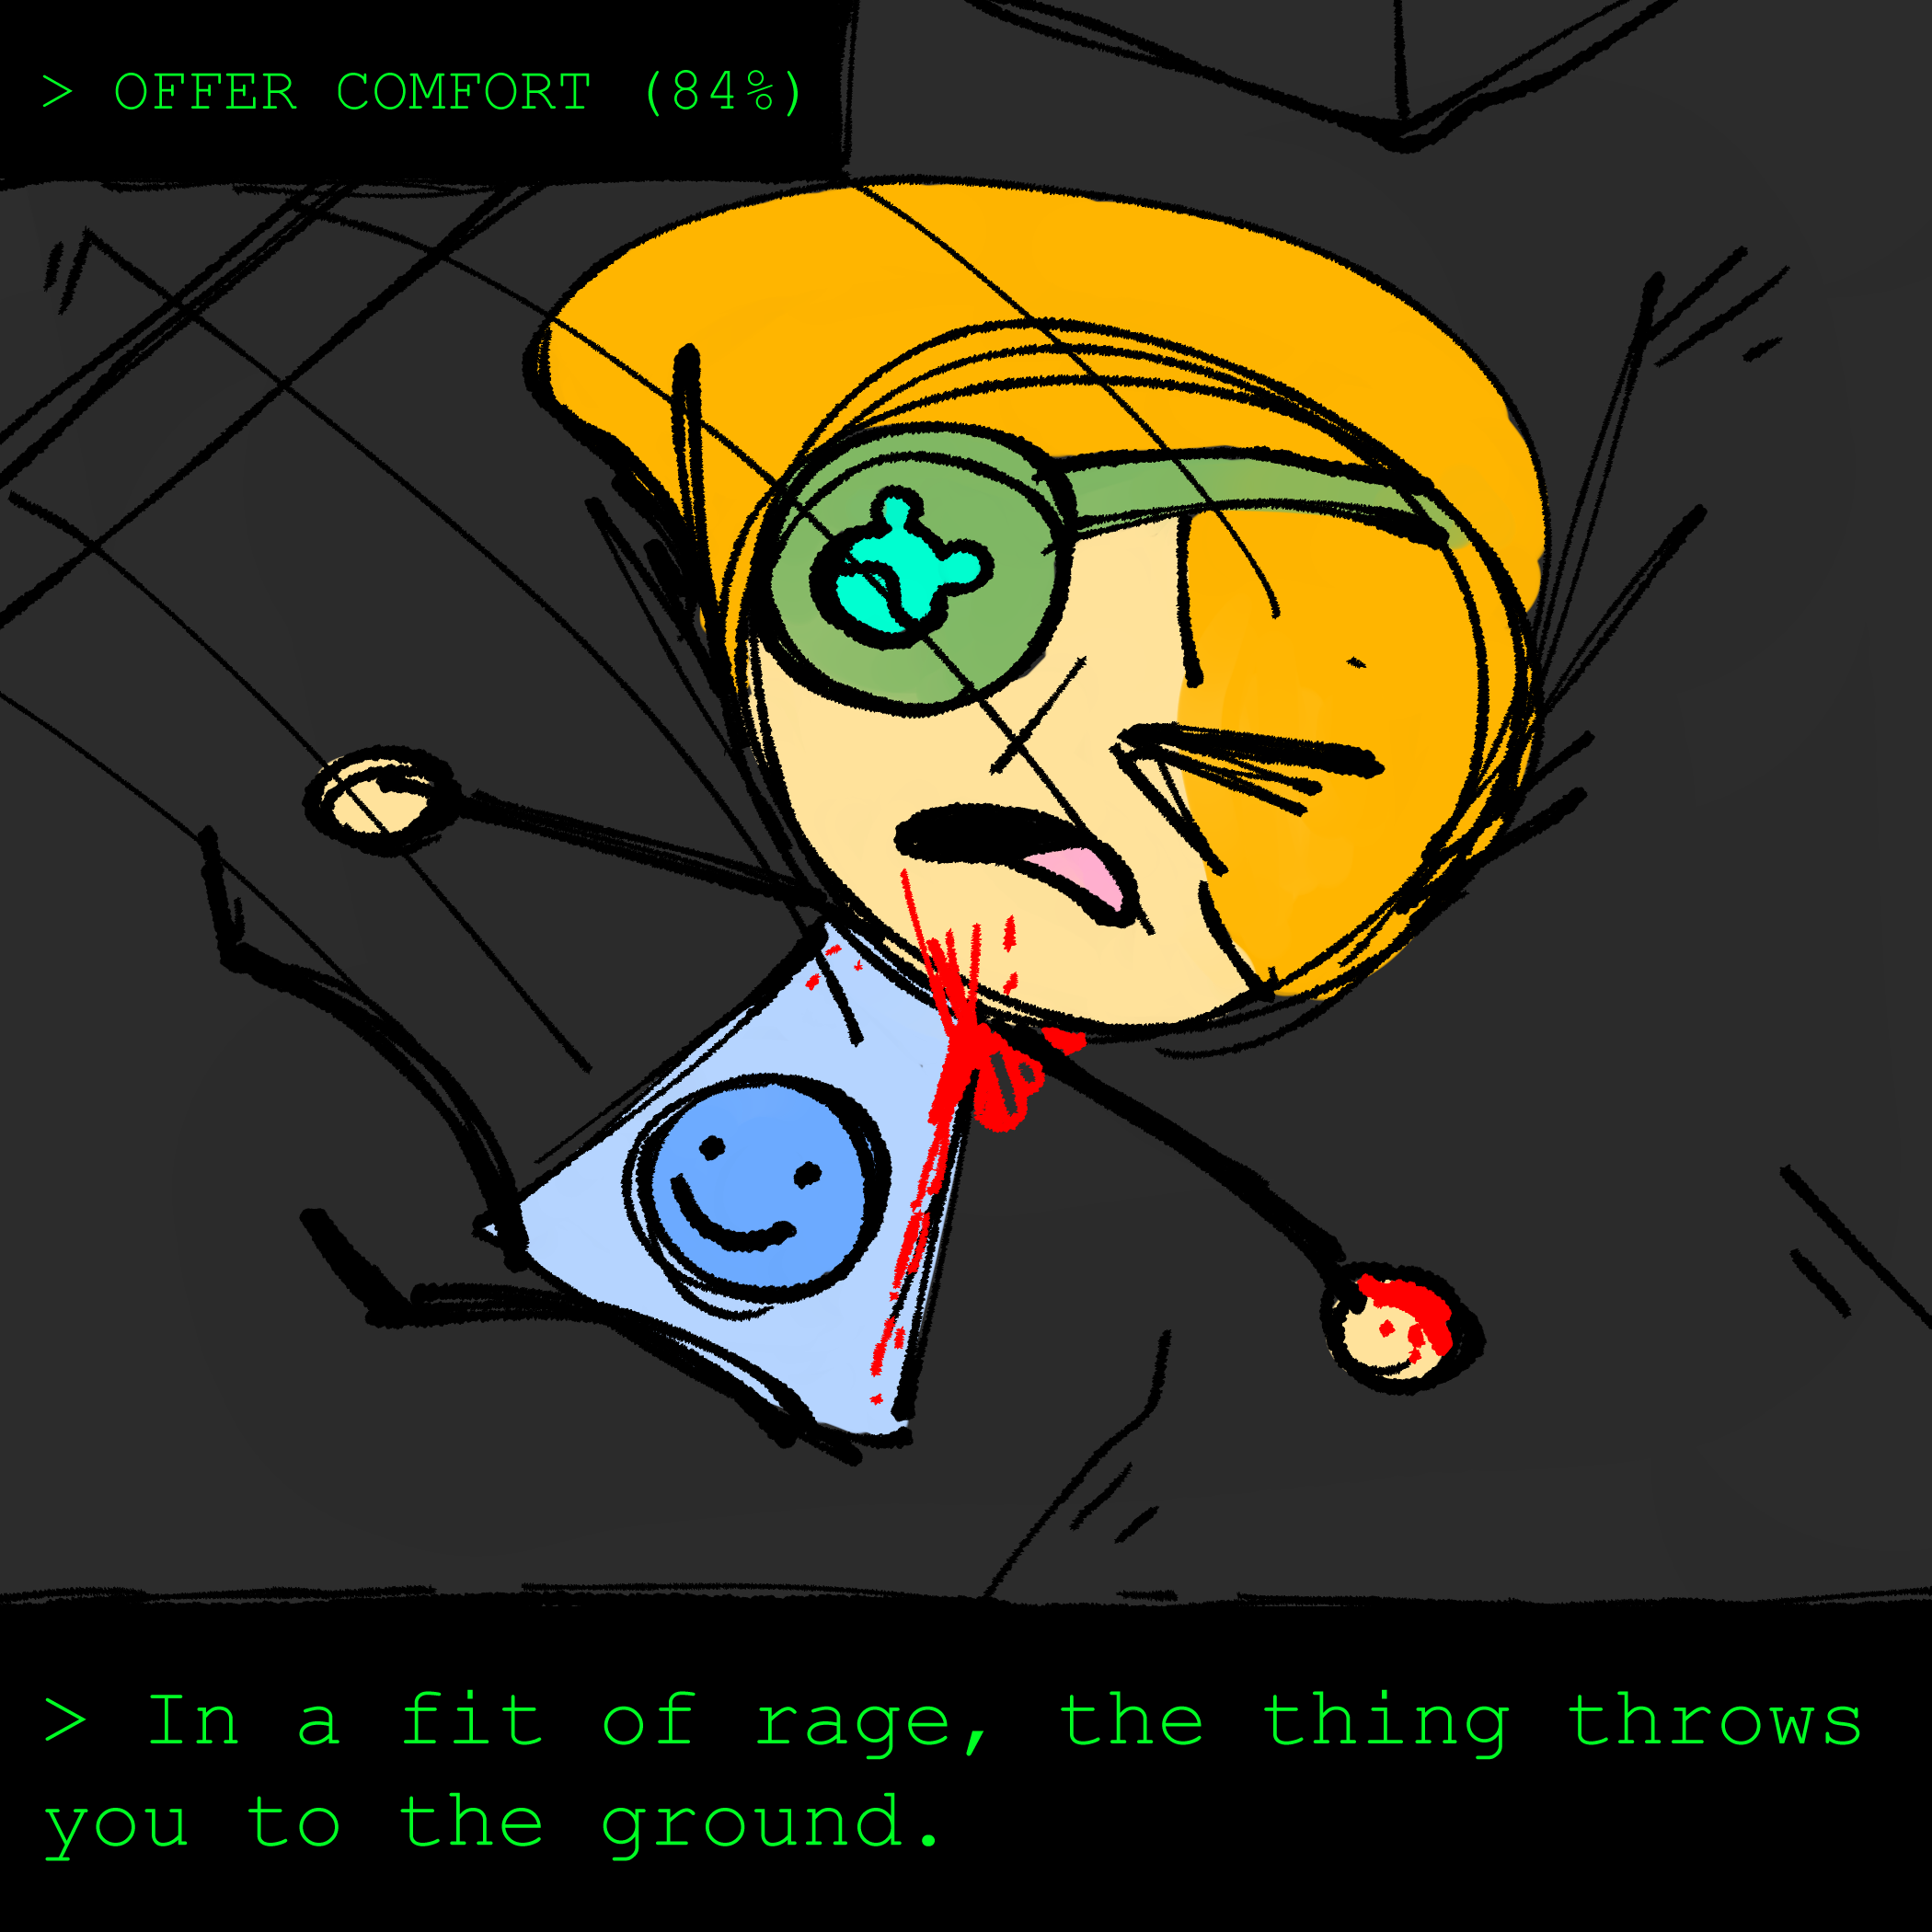 > OFFER COMFORT (84%)
> In a fit of rage, the thing throws
you to the ground.